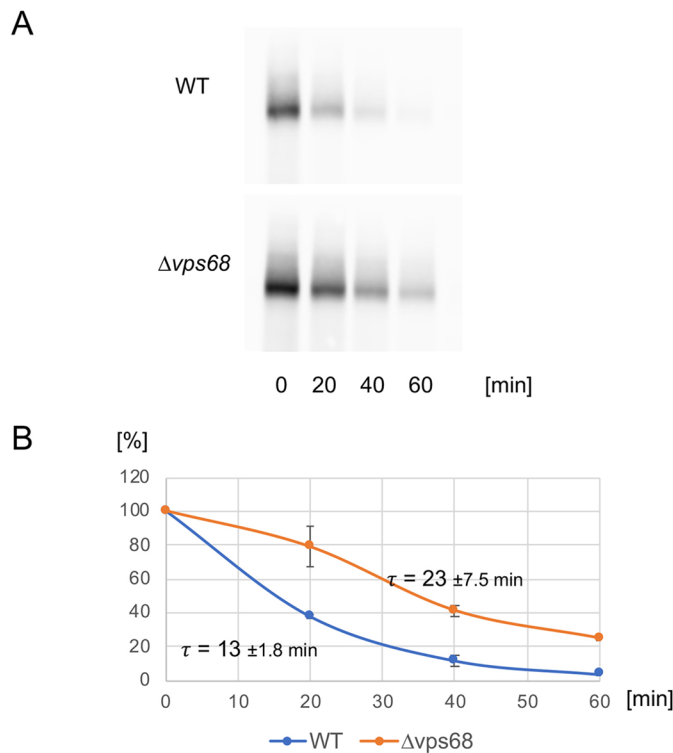 A
WT
Δvps68
0 20 40 60 [min]
B
[%]
120
100
80
60
40
20
0
τ = 23 ±7.5 min
τ = 13 ±1.8 min
0 10 20 30 40 50 60 [min]
WT Δvps68